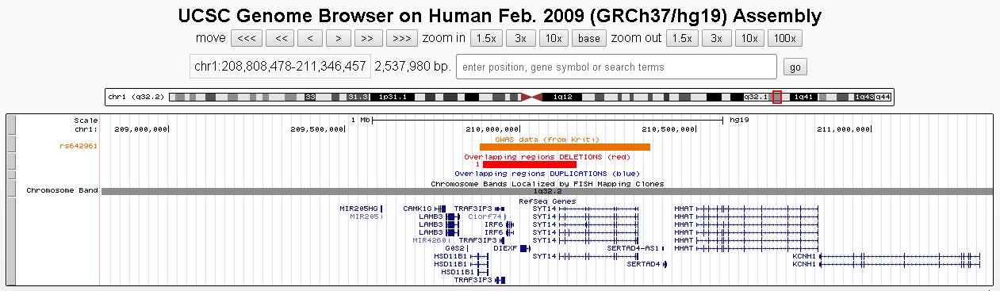 UCSC Genome Browser on Human Feb. 2009 (GRCh37/hg19) Assembly
move <<< << < > >> >>> zoom in 1.5x 3x 10x base zoom out 1.5x 3x 10x 100x
chr1:208,808,478-211,346,457 2,537,980 bp. enter position, gene symbol or search terms go
chr1 (q32.2) 33 31.3 1p31.1 1q12 q32.1 1q41 1q43 q44
Scale 1 Mb hg19
chr1: 209,000,000 209,500,000 210,000,000 210,500,000 211,000,000
GWAS data (from Kriti)
rs642961
Overlapping regions DELETIONS (red)
1
Overlapping regions DUPLICATIONS (blue)
Chromosome Bands Localized by FISH Mapping Clones
Chromosome Band 1q32.2
RefSeq Genes
MIR205HG CAMK1G TRAF3IP3 SYT14 HHAT
MIR205 LAMB3 C1orf74 SYT14 HHAT
LAMB3 IRF6 SYT14 HHAT
LAMB3 IRF6 SYT14 HHAT
MIR4260 TRAF3IP3 SYT14 HHAT
G0S2 DIEXF SERTAD4-AS1 HHAT
HSD11B1 SYT14 KCNH1
HSD11B1 SERTAD4 KCNH1
HSD11B1
TRAF3IP3